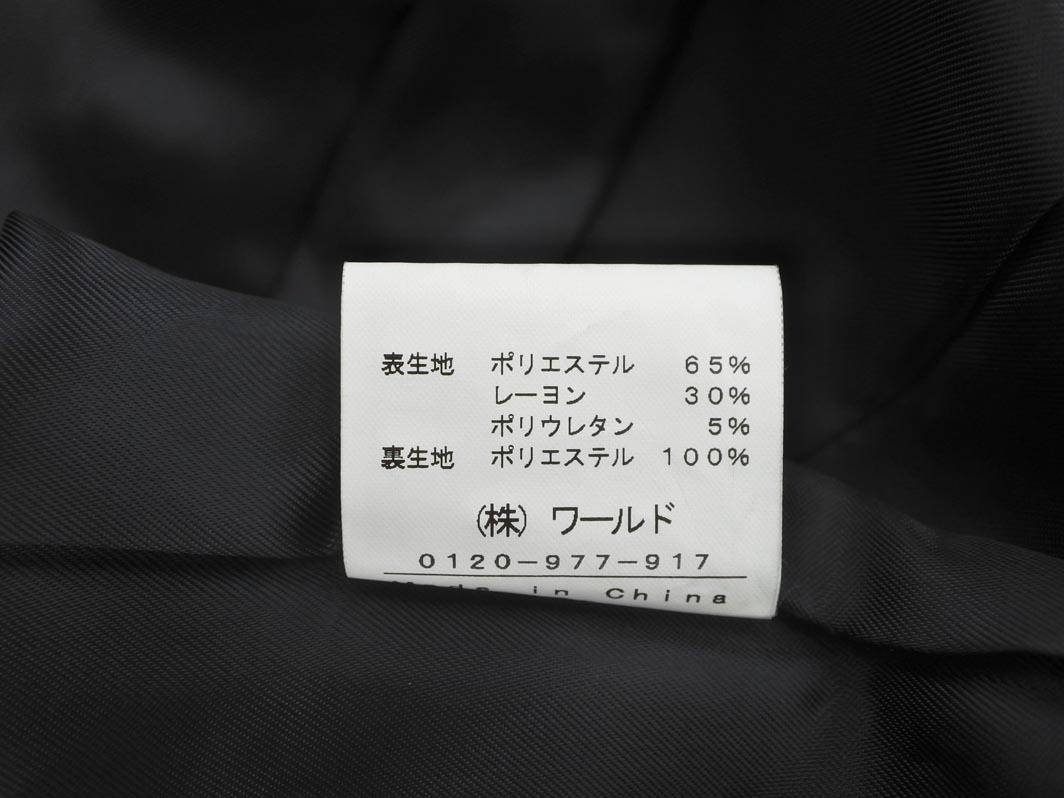 表生地 ポリエステル 65%
レーヨン 30%
ポリウレタン 5%
裏生地 ポリエステル 100%
(株) ワールド
0120-977-917
Made in China